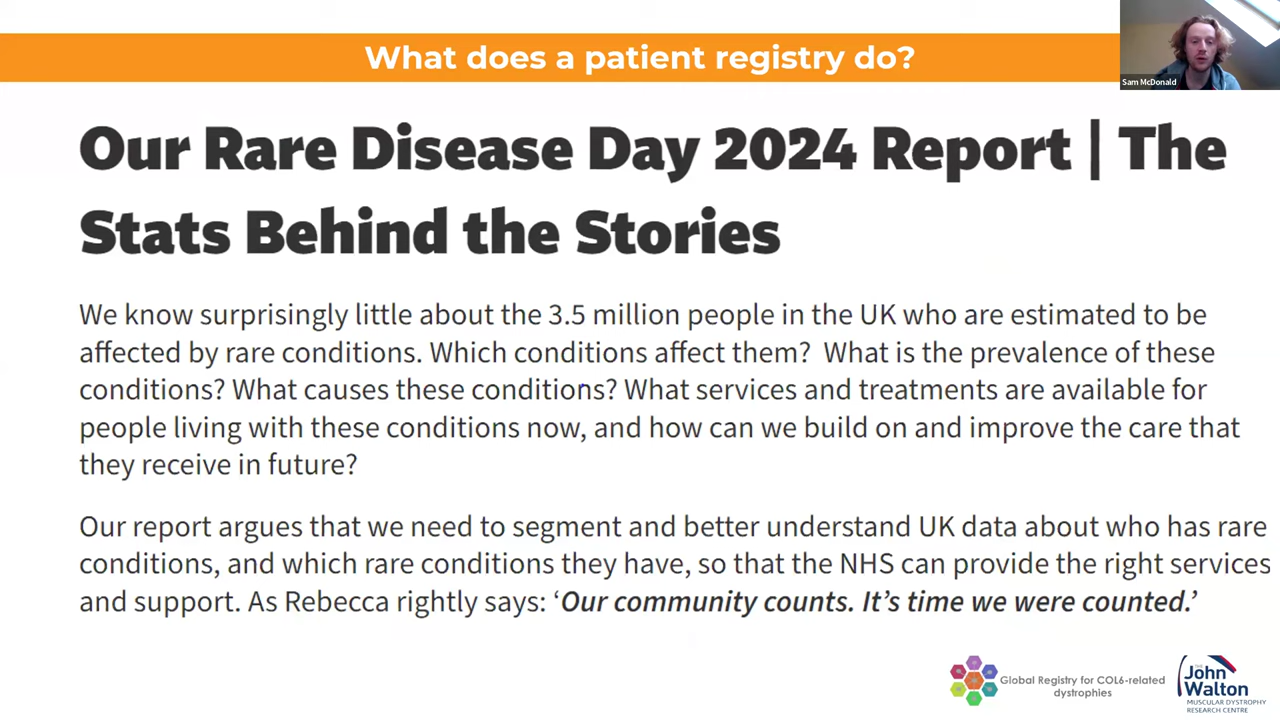 What does a patient registry do?
Sam McDonald
Our Rare Disease Day 2024 Report | The
Stats Behind the Stories
We know surprisingly little about the 3.5 million people in the UK who are estimated to be
affected by rare conditions. Which conditions affect them? What is the prevalence of these
conditions? What causes these conditions? What services and treatments are available for
people living with these conditions now, and how can we build on and improve the care that
they receive in future?
Our report argues that we need to segment and better understand UK data about who has rare
conditions, and which rare conditions they have, so that the NHS can provide the right services
and support. As Rebecca rightly says: ‘Our community counts. It’s time we were counted.’
Global Registry for COL6-related
dystrophies
THE
John
Walton
MUSCULAR DYSTROPHY
RESEARCH CENTRE